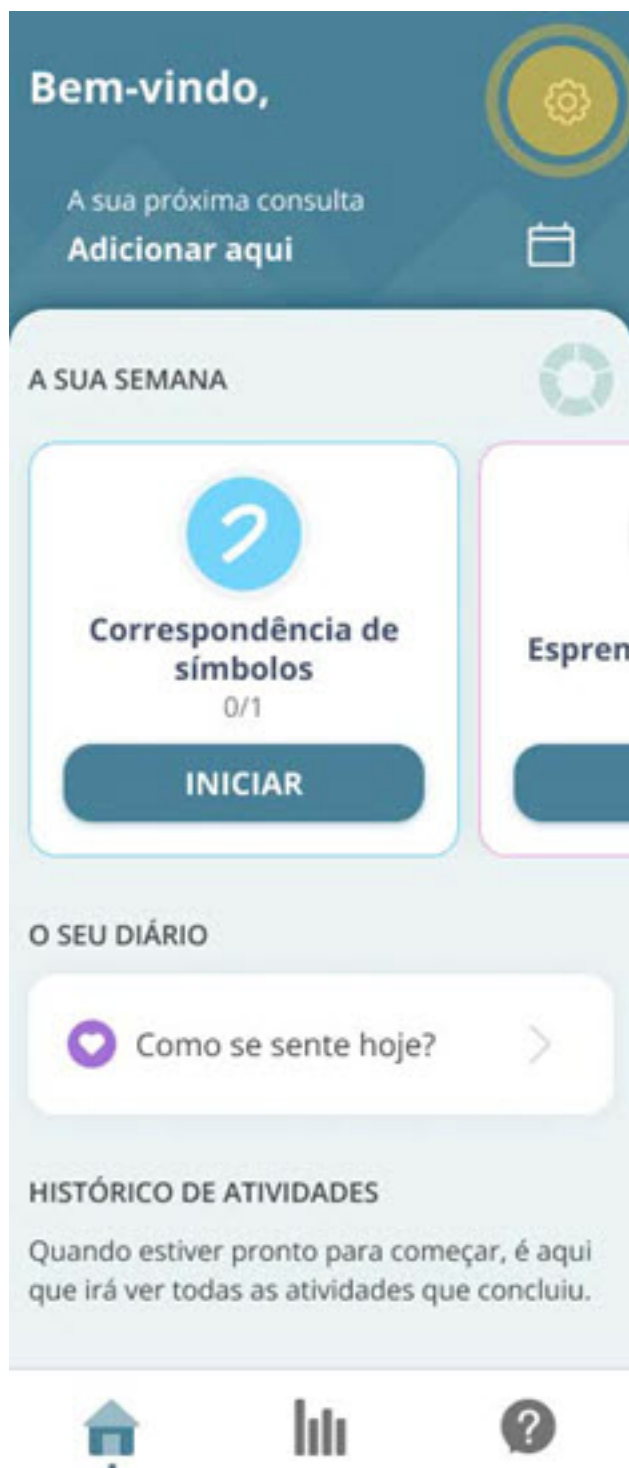 Bem-vindo,
A sua próxima consulta
Adicionar aqui
A SUA SEMANA
Correspondência de
símbolos
0/1
INICIAR
Espren
O SEU DIÁRIO
Como se sente hoje?
HISTÓRICO DE ATIVIDADES
Quando estiver pronto para começar, é aqui
que irá ver todas as atividades que concluiu.
?